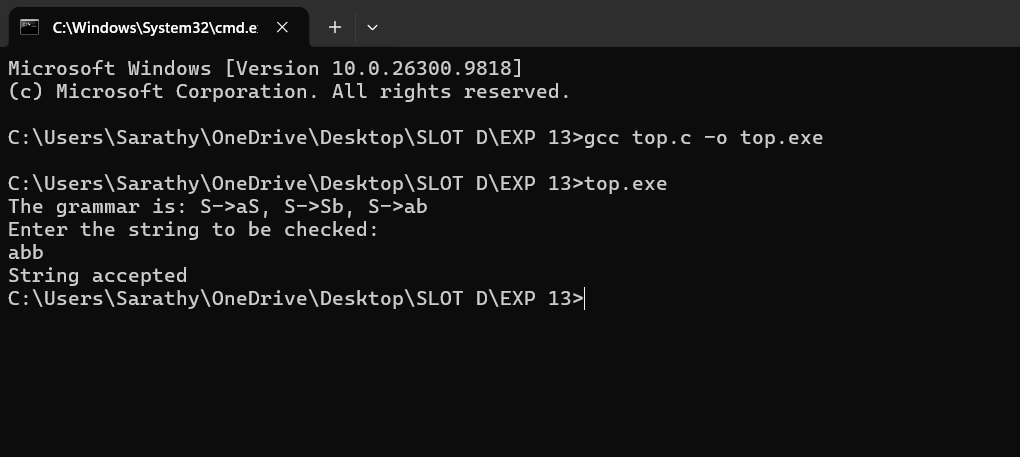 C:\Windows\System32\cmd.e
Microsoft Windows [Version 10.0.26300.9818]
(c) Microsoft Corporation. All rights reserved.
C:\Users\Sarathy\OneDrive\Desktop\SLOT D\EXP 13>gcc top.c -o top.exe
C:\Users\Sarathy\OneDrive\Desktop\SLOT D\EXP 13>top.exe
The grammar is: S->aS, S->Sb, S->ab
Enter the string to be checked:
abb
String accepted
C:\Users\Sarathy\OneDrive\Desktop\SLOT D\EXP 13>